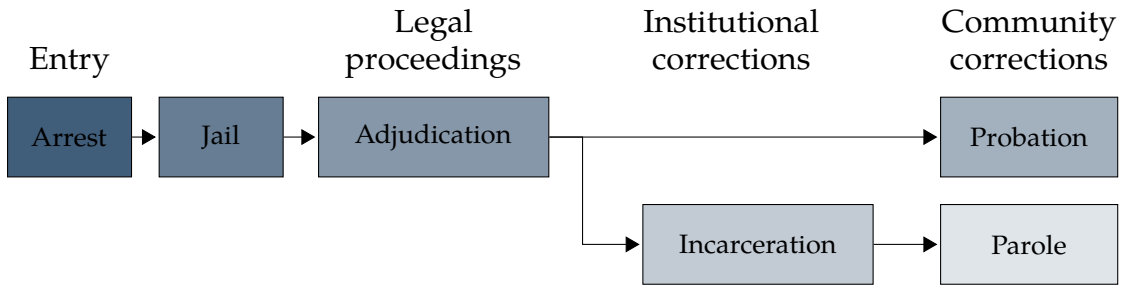 Entry
Legal
proceedings
Institutional
corrections
Community
corrections
Arrest
Jail
Adjudication
Probation
Incarceration
Parole